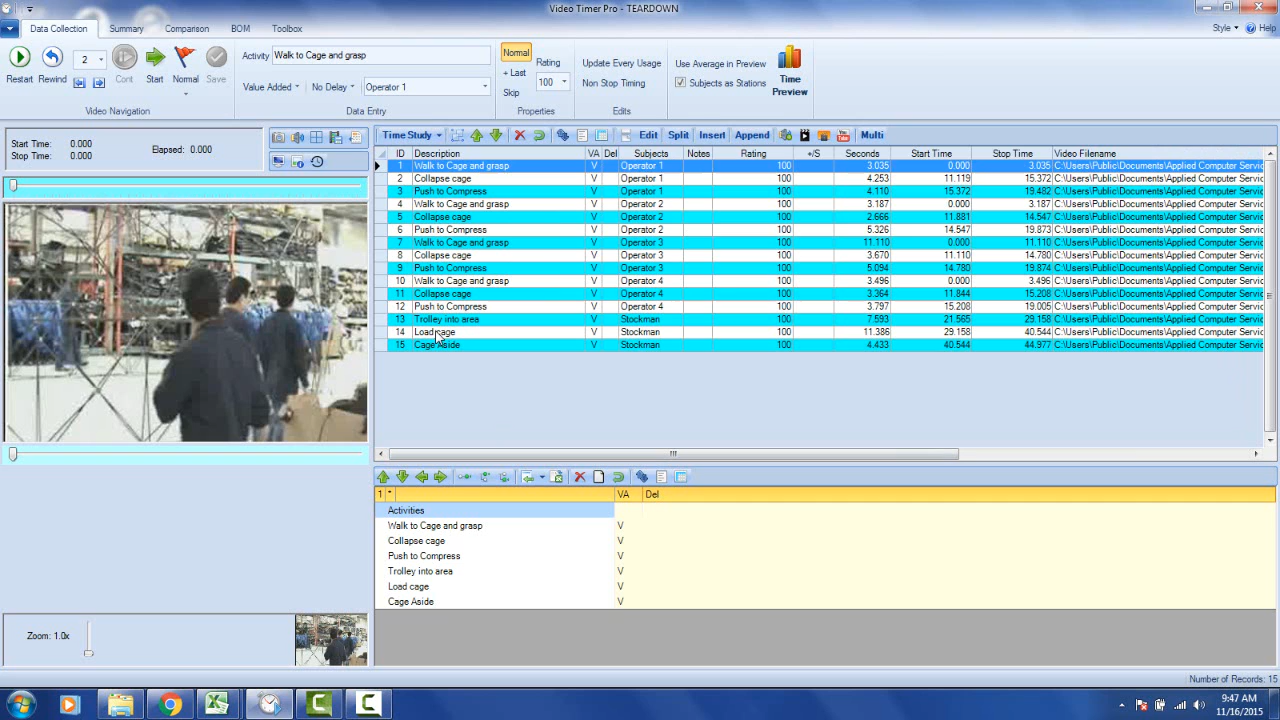 Video Timer Pro - TEARDOWN
Data Collection Summary Comparison BOM Toolbox
Style Help
Restart Rewind 2 Cont Start Normal Save
Video Navigation
Activity Walk to Cage and grasp
Value Added No Delay Operator 1
Data Entry
Normal
+ Last
Skip
Rating
100
Properties
Update Every Usage
Non Stop Timing
Edits
Use Average in Preview
Subjects as Stations
Time Preview
Start Time: 0.000
Stop Time: 0.000
Elapsed: 0.000
Time Study Edit Split Insert Append Multi
ID Description VA Del Subjects Notes Rating +/S Seconds Start Time Stop Time Video Filename
1 Walk to Cage and grasp V Operator 1 100 3.035 0.000 3.035 C:\Users\Public\Documents\Applied Computer Servic
2 Collapse cage V Operator 1 100 4.253 11.119 15.372 C:\Users\Public\Documents\Applied Computer Servic
3 Push to Compress V Operator 1 100 4.110 15.372 19.482 C:\Users\Public\Documents\Applied Computer Servic
4 Walk to Cage and grasp V Operator 2 100 3.187 0.000 3.187 C:\Users\Public\Documents\Applied Computer Servic
5 Collapse cage V Operator 2 100 2.666 11.881 14.547 C:\Users\Public\Documents\Applied Computer Servic
6 Push to Compress V Operator 2 100 5.326 14.547 19.873 C:\Users\Public\Documents\Applied Computer Servic
7 Walk to Cage and grasp V Operator 3 100 11.110 0.000 11.110 C:\Users\Public\Documents\Applied Computer Servic
8 Collapse cage V Operator 3 100 3.670 11.110 14.780 C:\Users\Public\Documents\Applied Computer Servic
9 Push to Compress V Operator 3 100 5.094 14.780 19.874 C:\Users\Public\Documents\Applied Computer Servic
10 Walk to Cage and grasp V Operator 4 100 3.496 0.000 3.496 C:\Users\Public\Documents\Applied Computer Servic
11 Collapse cage V Operator 4 100 3.364 11.844 15.208 C:\Users\Public\Documents\Applied Computer Servic
12 Push to Compress V Operator 4 100 3.797 15.208 19.005 C:\Users\Public\Documents\Applied Computer Servic
13 Trolley into area V Stockman 100 7.593 21.565 29.158 C:\Users\Public\Documents\Applied Computer Servic
14 Load cage V Stockman 100 11.386 29.158 40.544 C:\Users\Public\Documents\Applied Computer Servic
15 Cage Aside V Stockman 100 4.433 40.544 44.977 C:\Users\Public\Documents\Applied Computer Servic
1 * VA Del
Activities
Walk to Cage and grasp V
Collapse cage V
Push to Compress V
Trolley into area V
Load cage V
Cage Aside V
Zoom: 1.0x
Number of Records: 15
9:47 AM
11/16/2015